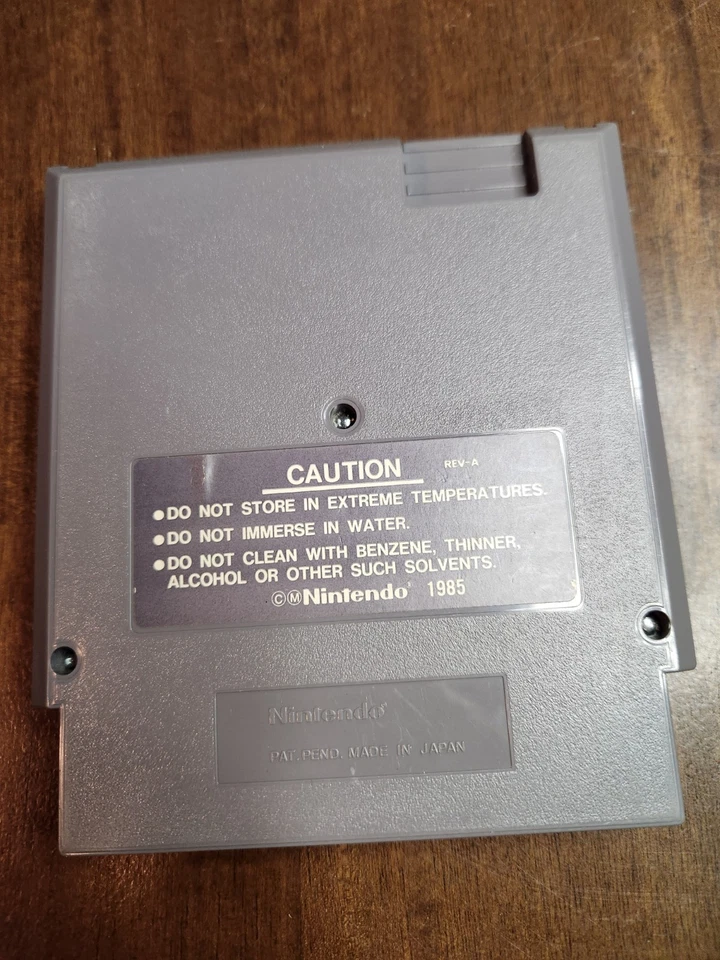 CAUTION REV-A
●DO NOT STORE IN EXTREME TEMPERATURES.
●DO NOT IMMERSE IN WATER.
●DO NOT CLEAN WITH BENZENE, THINNER,
ALCOHOL OR OTHER SUCH SOLVENTS.
ⒸⓂNintendo® 1985
Nintendo®
PAT. PEND. MADE IN JAPAN